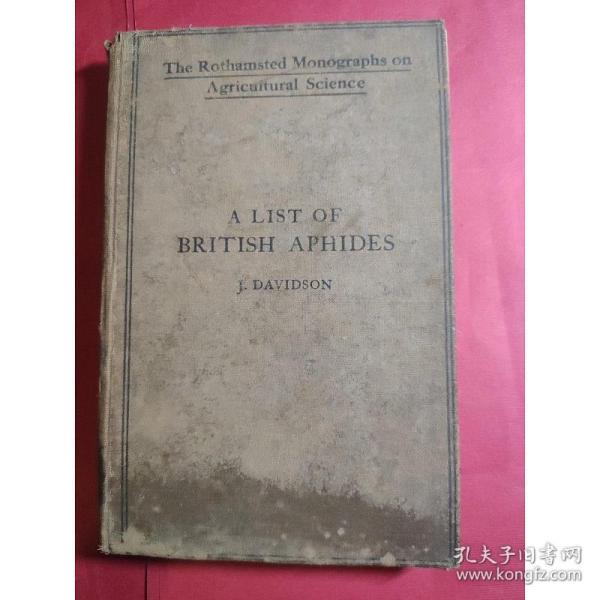 The Rothamsted Monographs on
Agricultural Science
A LIST OF
BRITISH APHIDES
J. DAVIDSON
孔夫子旧书网
www.kongfz.com